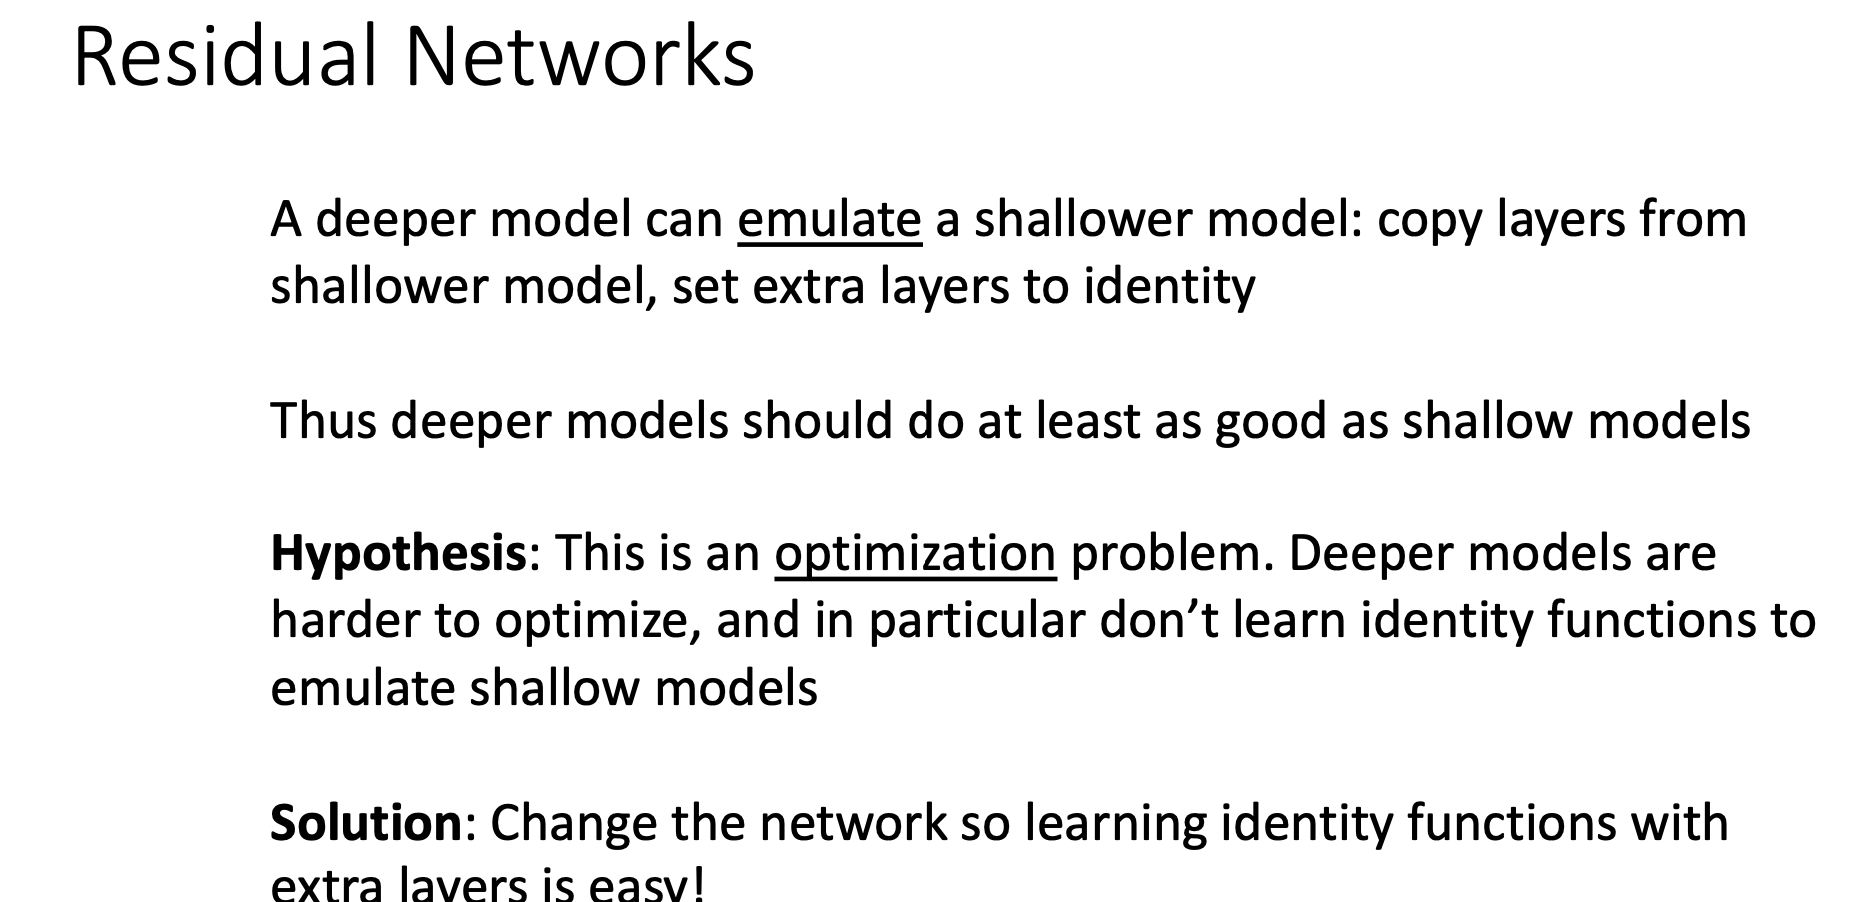 Residual Networks
A deeper model can emulate a shallower model: copy layers from
shallower model, set extra layers to identity
Thus deeper models should do at least as good as shallow models
Hypothesis: This is an optimization problem. Deeper models are
harder to optimize, and in particular don’t learn identity functions to
emulate shallow models
Solution: Change the network so learning identity functions with
extra layers is easy!